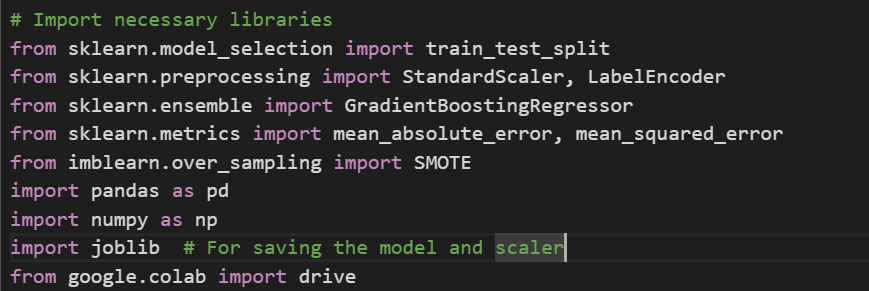 # Import necessary libraries
from sklearn.model_selection import train_test_split
from sklearn.preprocessing import StandardScaler, LabelEncoder
from sklearn.ensemble import GradientBoostingRegressor
from sklearn.metrics import mean_absolute_error, mean_squared_error
from imblearn.over_sampling import SMOTE
import pandas as pd
import numpy as np
import joblib  # For saving the model and scaler
from google.colab import drive